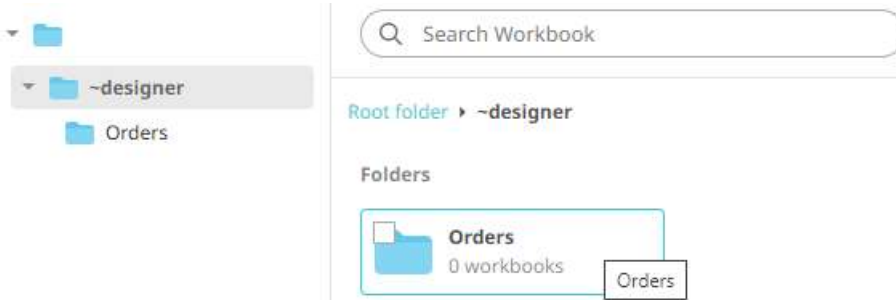 ~designer
Orders
Search Workbook
Root folder ~designer
Folders
Orders
0 workbooks
Orders